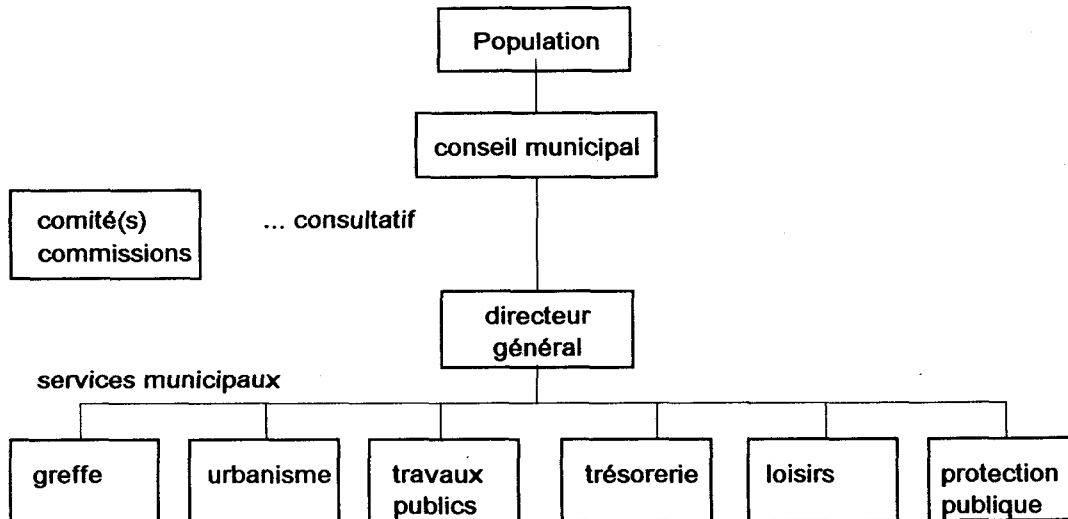 Population
conseil municipal
comité(s)
commissions
... consultatif
directeur
général
services municipaux
greffe
urbanisme
travaux
publics
trésorerie
loisirs
protection
publique